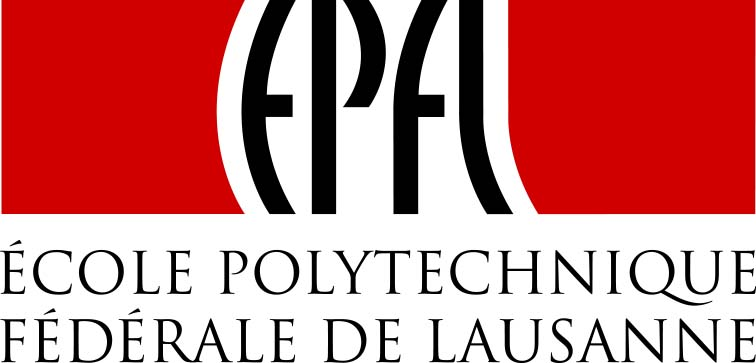 EPFL
ÉCOLE POLYTECHNIQUE
FÉDÉRALE DE LAUSANNE